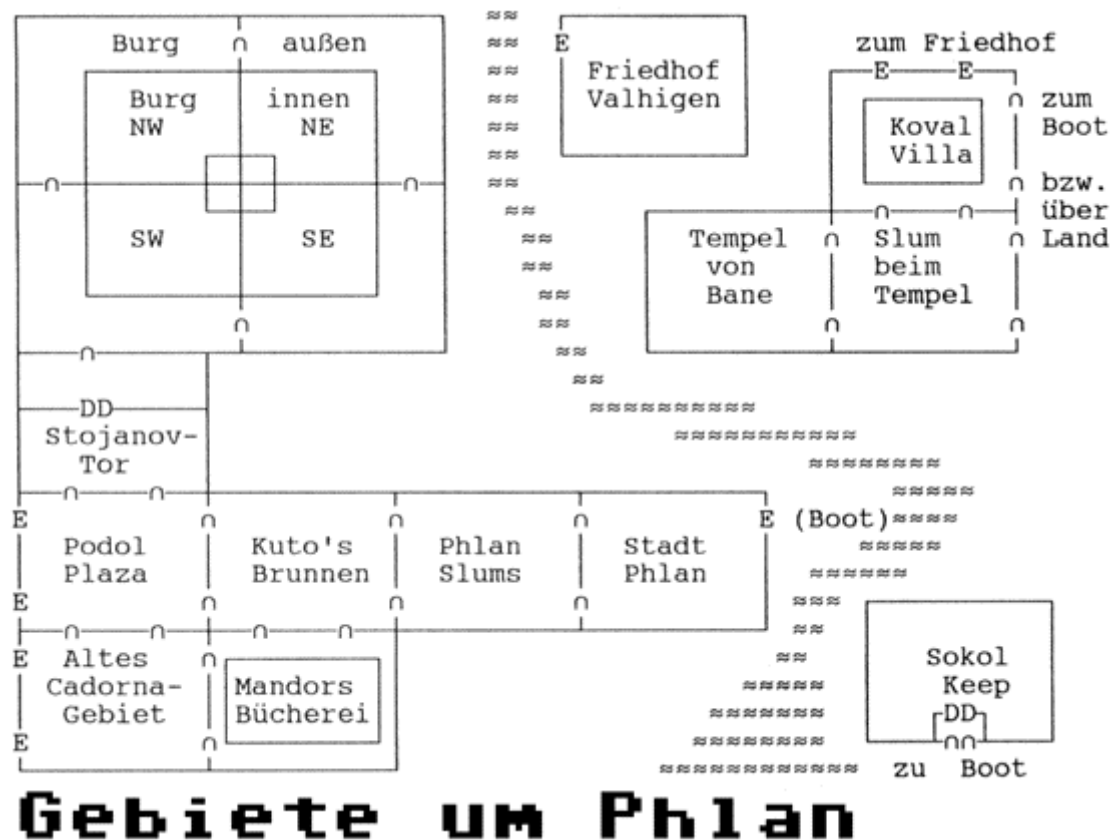 Burg außen
Burg innen
NW NE
SW SE
Friedhof
Valhigen
zum Friedhof
E
E E
Koval
Villa
zum
Boot
bzw.
über
Land
Tempel
von
Bane
Slum
beim
Tempel
DD
Stojanov-
Tor
E
E (Boot)
Podol
Plaza
Kuto's
Brunnen
Phlan
Slums
Stadt
Phlan
E
E
Altes
Cadorna-
Gebiet
E
Mandors
Bücherei
Sokol
Keep
DD
zu Boot
Gebiete um Phlan